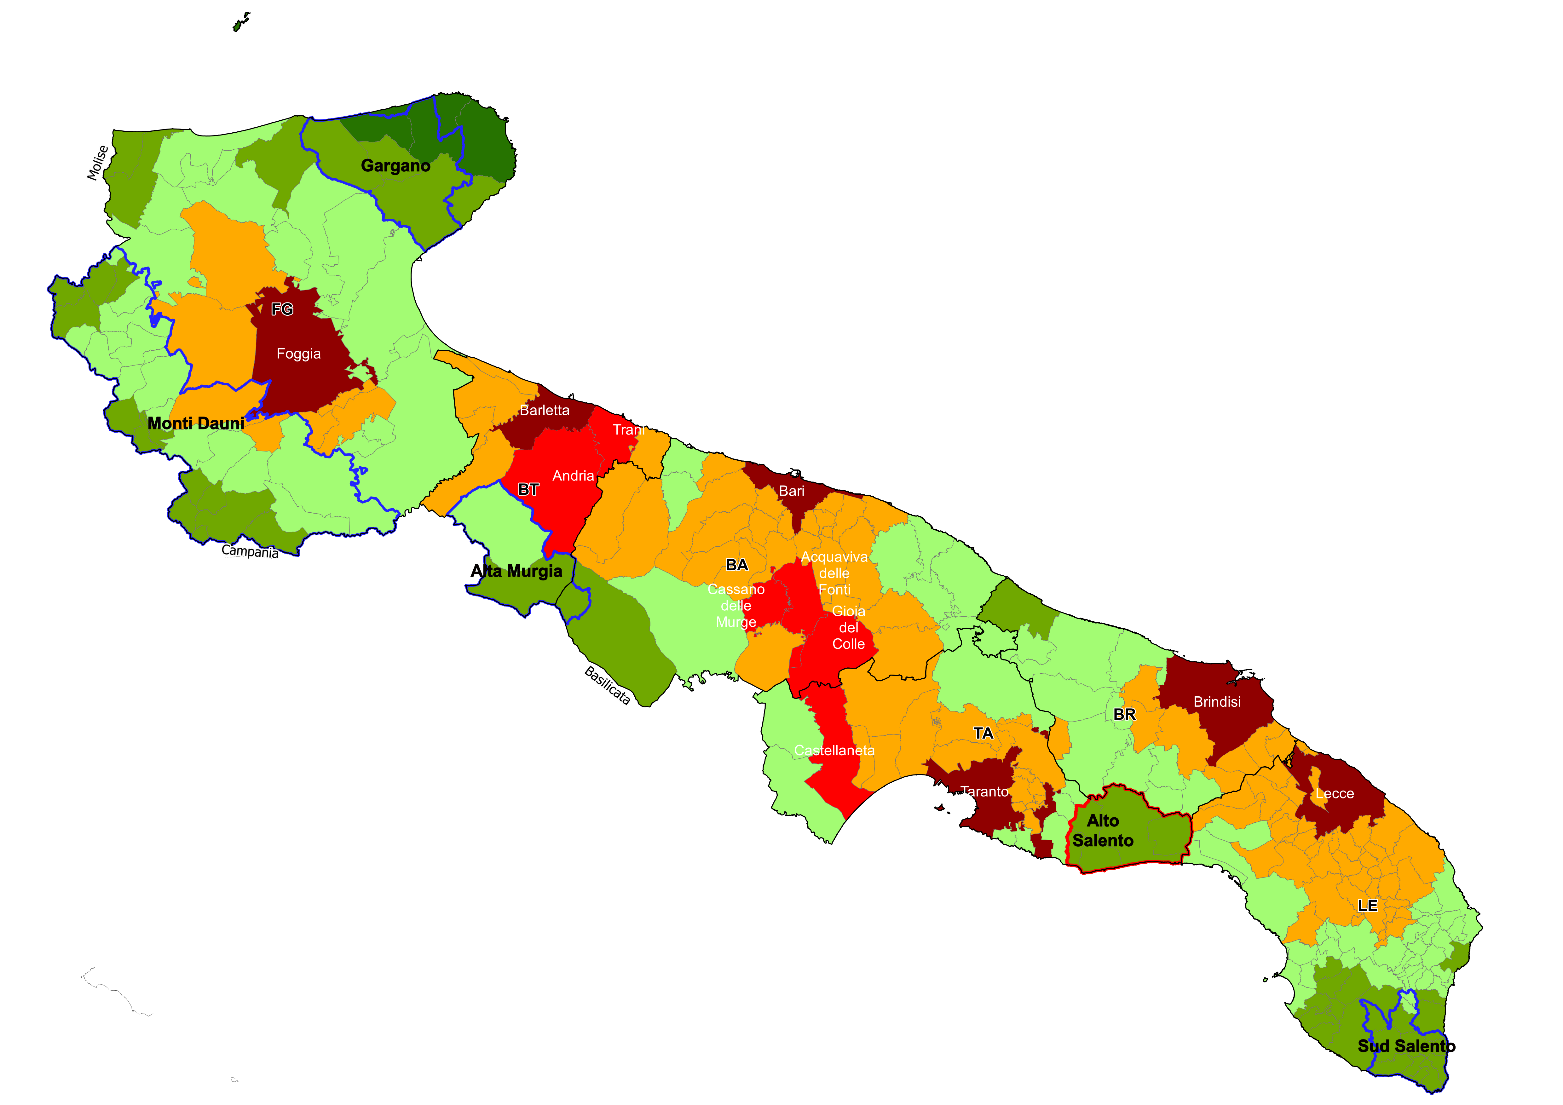 Molise
Gargano
FG
Foggia
Monti Dauni
Barletta
Trani
Andria
BT
Bari
Campania
Alta Murgia
BA
Acquaviva
delle
Fonti
Cassano
delle
Murge
Gioia
del
Colle
Basilicata
Brindisi
BR
TA
Castellaneta
Taranto
Lecce
Alto
Salento
LE
Sud Salento